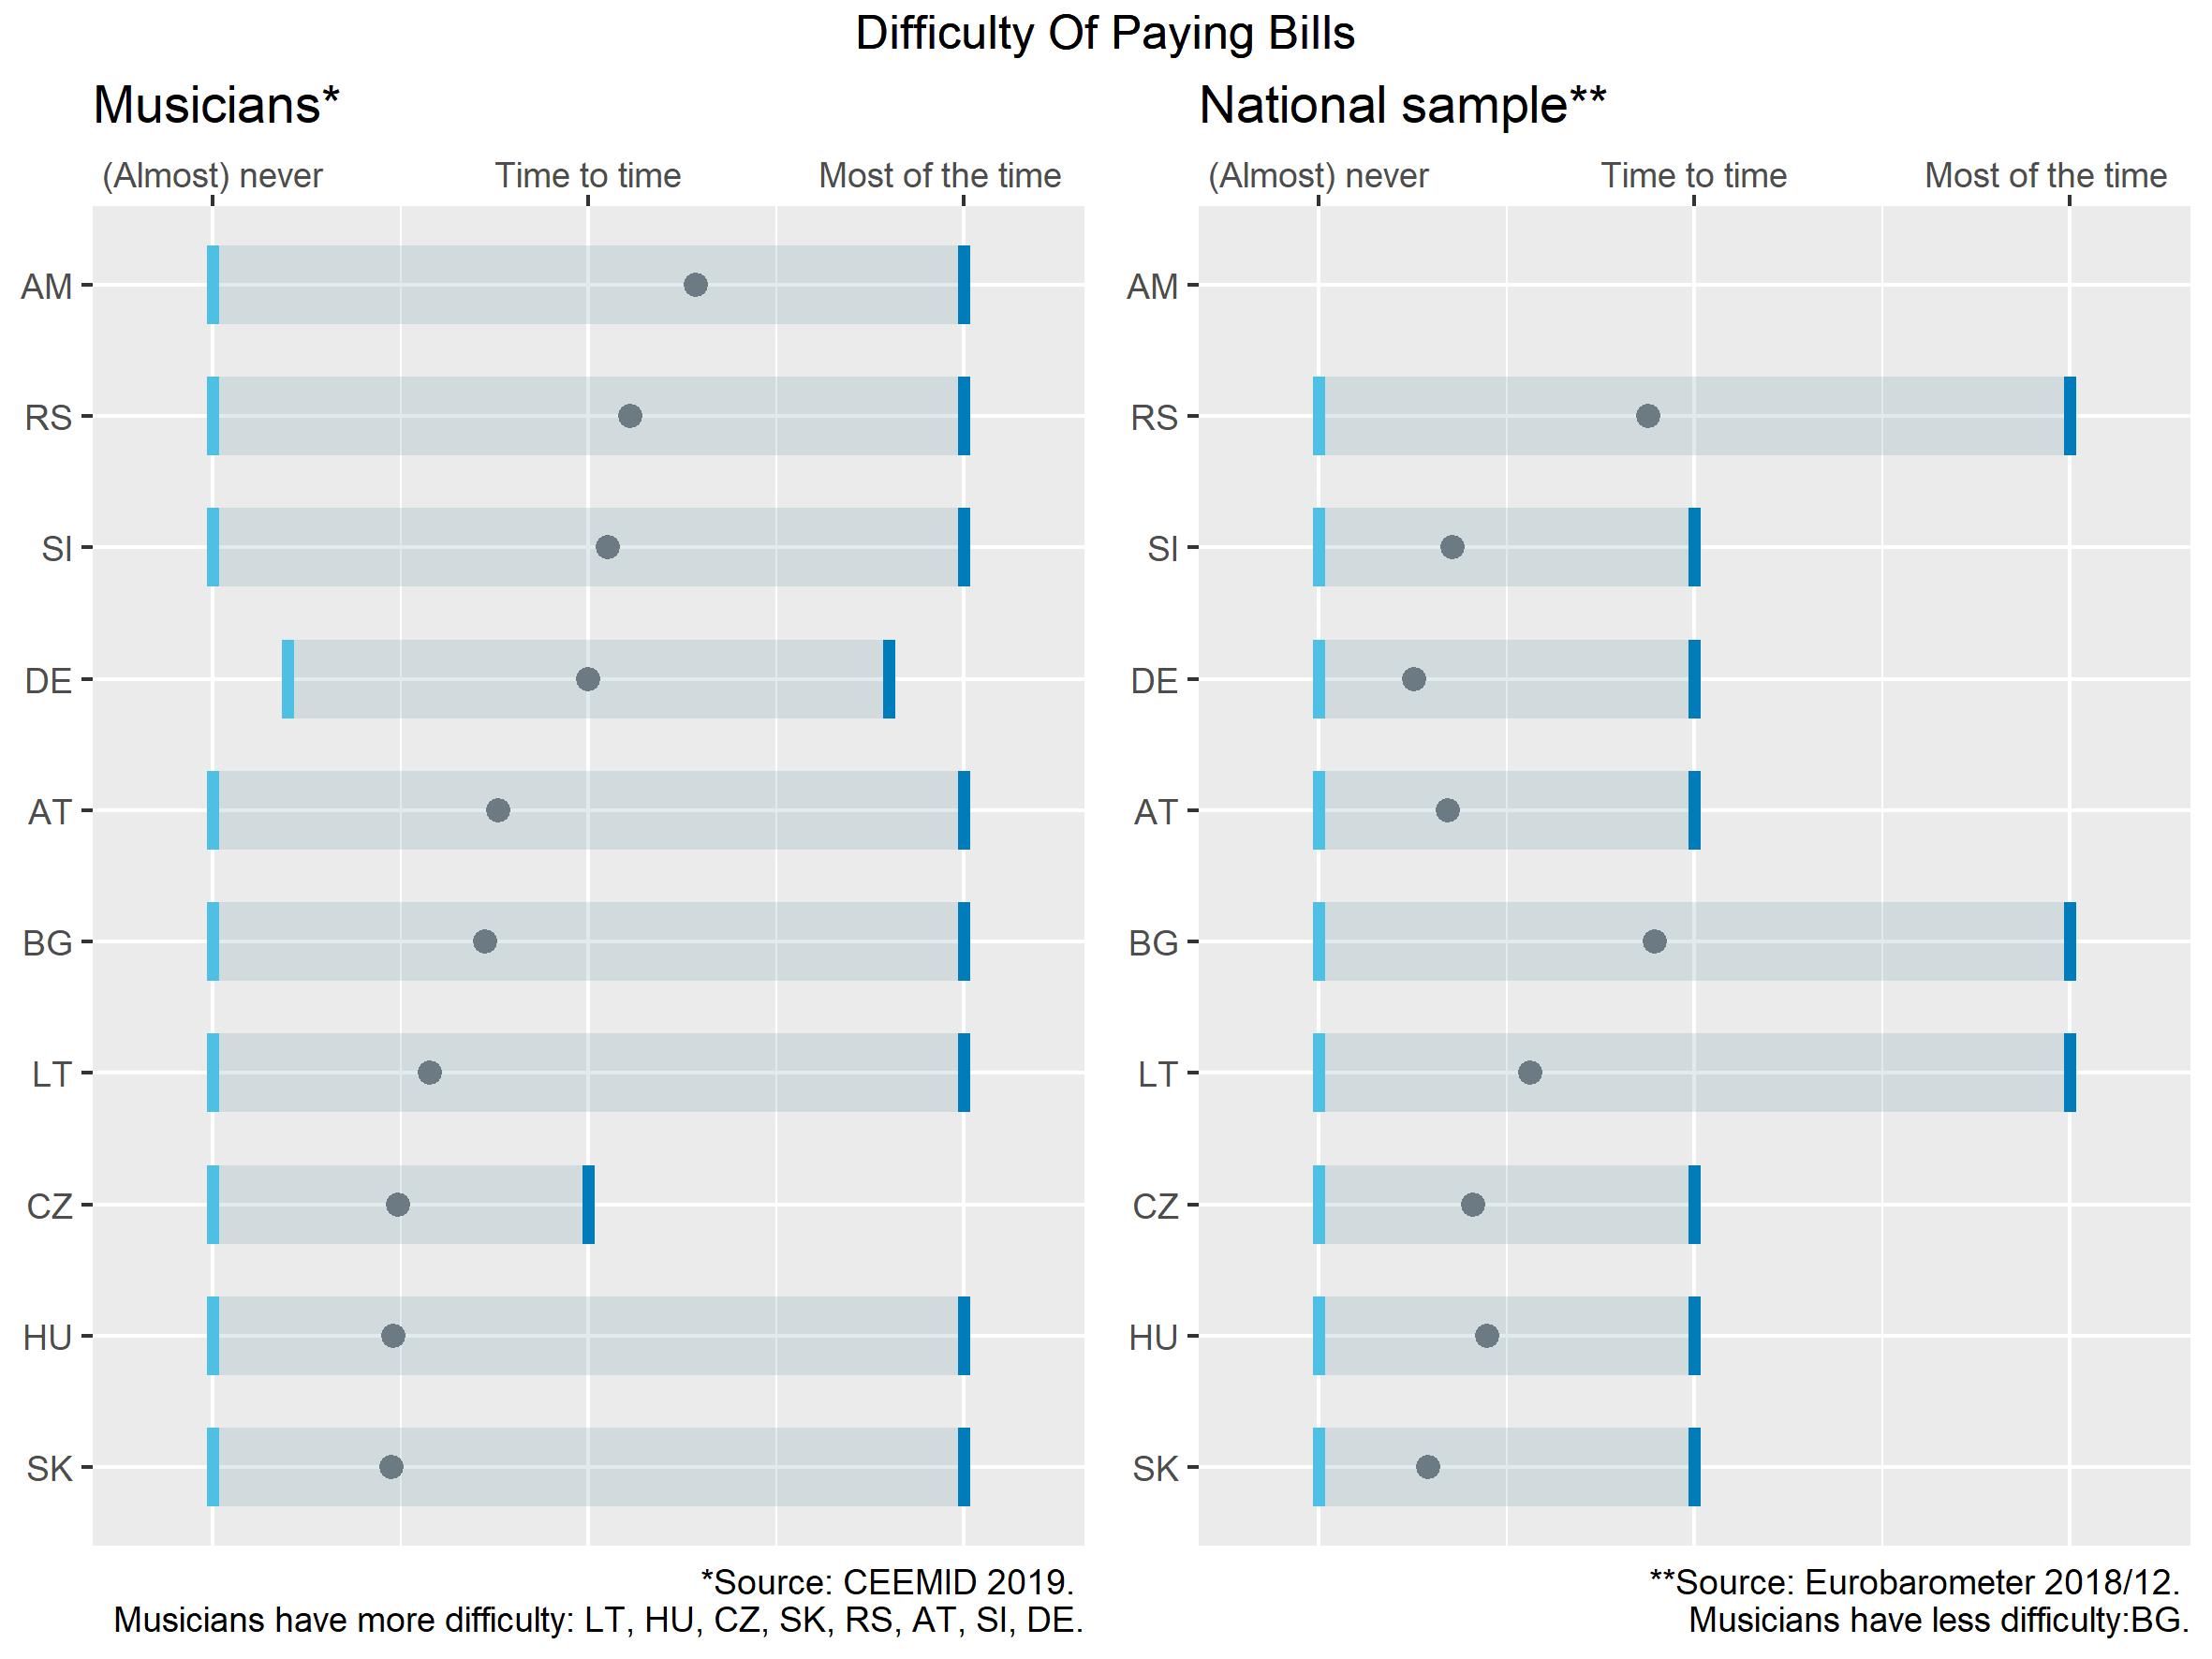 Difficulty Of Paying Bills
Musicians*
(Almost) never Time to time Most of the time
AM
RS
SI
DE
AT
BG
LT
CZ
HU
SK
*Source: CEEMID 2019.
Musicians have more difficulty: LT, HU, CZ, SK, RS, AT, SI, DE.
National sample**
(Almost) never Time to time Most of the time
AM
RS
SI
DE
AT
BG
LT
CZ
HU
SK
**Source: Eurobarometer 2018/12.
Musicians have less difficulty:BG.